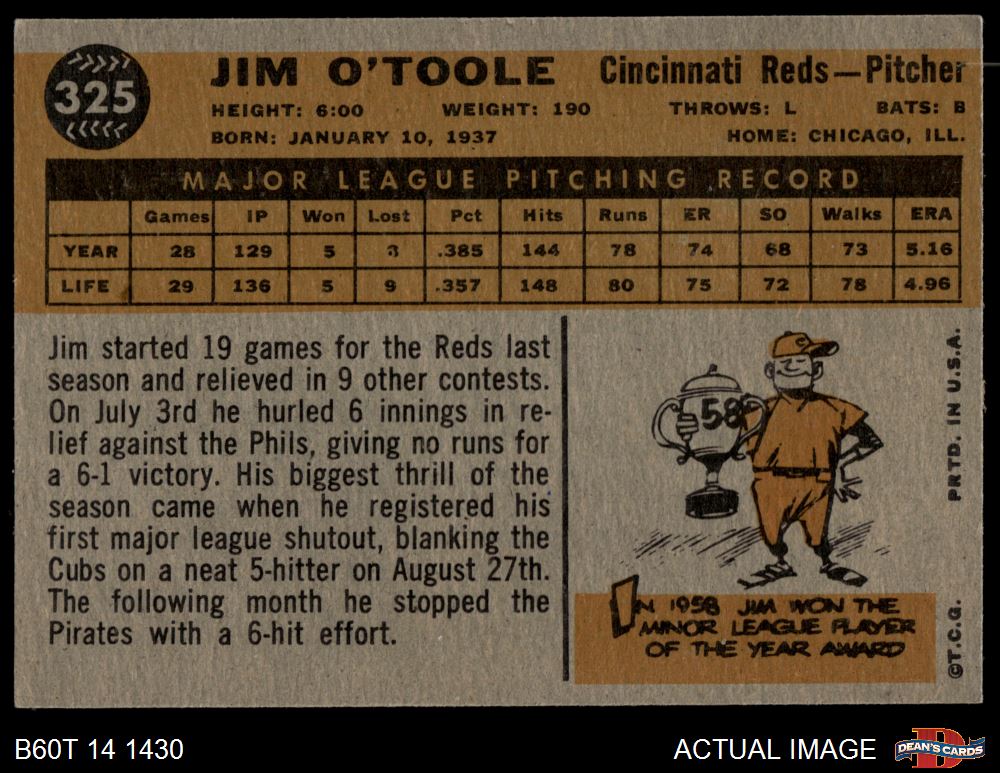 325
JIM O'TOOLE Cincinnati Reds—Pitcher
HEIGHT: 6:00 WEIGHT: 190 THROWS: L BATS: B
BORN: JANUARY 10, 1937 HOME: CHICAGO, ILL.
MAJOR LEAGUE PITCHING RECORD
Games IP Won Lost Pct Hits Runs ER SO Walks ERA
YEAR 28 129 5 8 .385 144 78 74 68 73 5.16
LIFE 29 136 5 9 .357 148 80 75 72 78 4.96
Jim started 19 games for the Reds last
season and relieved in 9 other contests.
On July 3rd he hurled 6 innings in re-
lief against the Phils, giving no runs for
a 6-1 victory. His biggest thrill of the
season came when he registered his
first major league shutout, blanking the
Cubs on a neat 5-hitter on August 27th.
The following month he stopped the
Pirates with a 6-hit effort.
C
58
IN 1958 JIM WON THE
MINOR LEAGUE PLAYER
OF THE YEAR AWARD
©T.C.G. PRTD. IN U.S.A.
B60T 14 1430
ACTUAL IMAGE
D
DEAN'S CARDS